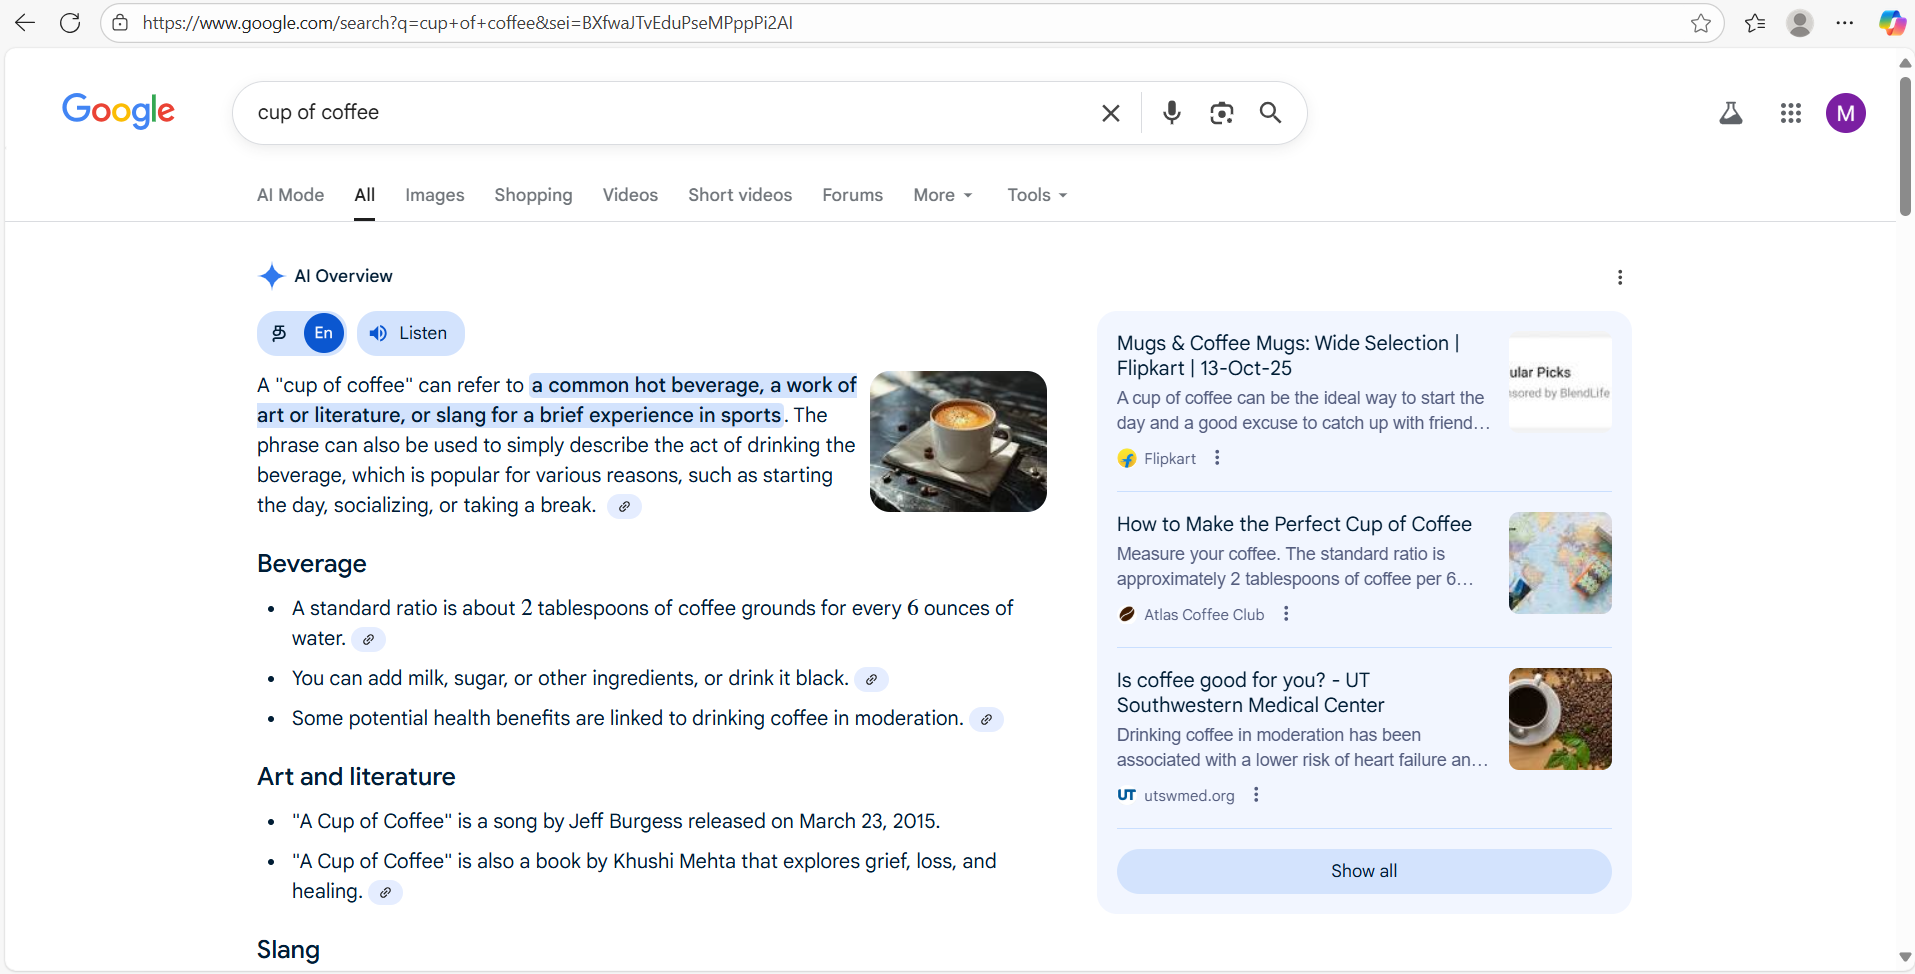 https://www.google.com/search?q=cup+of+coffee&sei=BXfwaJTvEduPseMPppPi2AI
Google
cup of coffee
M
AI Mode
All
Images
Shopping
Videos
Short videos
Forums
More
Tools
AI Overview
த
En
Listen
A "cup of coffee" can refer to a common hot beverage, a work of
art or literature, or slang for a brief experience in sports. The
phrase can also be used to simply describe the act of drinking the
beverage, which is popular for various reasons, such as starting
the day, socializing, or taking a break.
Beverage
• A standard ratio is about 2 tablespoons of coffee grounds for every 6 ounces of
water.
• You can add milk, sugar, or other ingredients, or drink it black.
• Some potential health benefits are linked to drinking coffee in moderation.
Art and literature
• "A Cup of Coffee" is a song by Jeff Burgess released on March 23, 2015.
• "A Cup of Coffee" is also a book by Khushi Mehta that explores grief, loss, and
healing.
Slang
Mugs & Coffee Mugs: Wide Selection |
Flipkart | 13-Oct-25
A cup of coffee can be the ideal way to start the
day and a good excuse to catch up with friend...
Flipkart
ular Picks
nsored by BlendLife
How to Make the Perfect Cup of Coffee
Measure your coffee. The standard ratio is
approximately 2 tablespoons of coffee per 6...
Atlas Coffee Club
Is coffee good for you? - UT
Southwestern Medical Center
Drinking coffee in moderation has been
associated with a lower risk of heart failure an...
UT utswmed.org
Show all